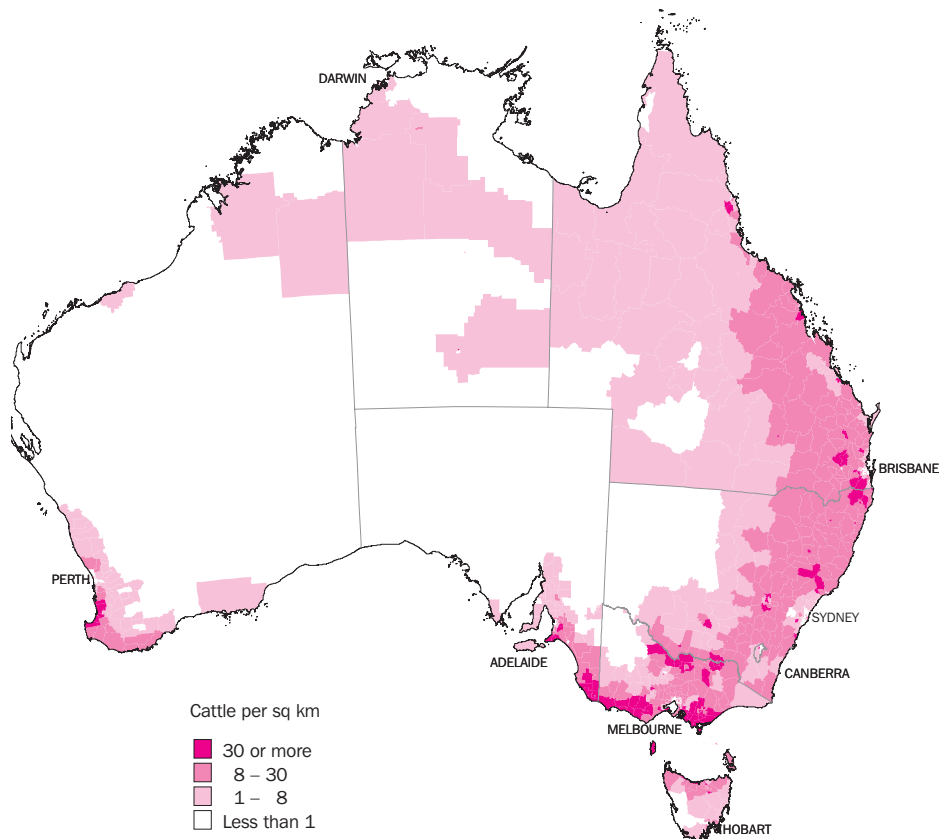 DARWIN
BRISBANE
PERTH
SYDNEY
ADELAIDE
CANBERRA
Cattle per sq km
MELBOURNE
30 or more
8 – 30
1 – 8
Less than 1
HOBART